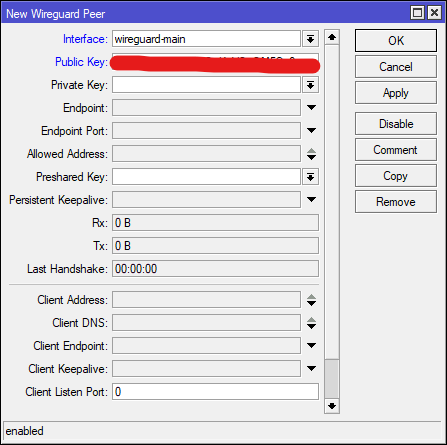 New Wireguard Peer
Interface: wireguard-main
OK
Public Key:
Cancel
Private Key:
Apply
Endpoint:
Endpoint Port:
Disable
Allowed Address:
Comment
Preshared Key:
Copy
Persistent Keepalive:
Remove
Rx: 0 B
Tx: 0 B
Last Handshake: 00:00:00
Client Address:
Client DNS:
Client Endpoint:
Client Keepalive:
Client Listen Port: 0
enabled